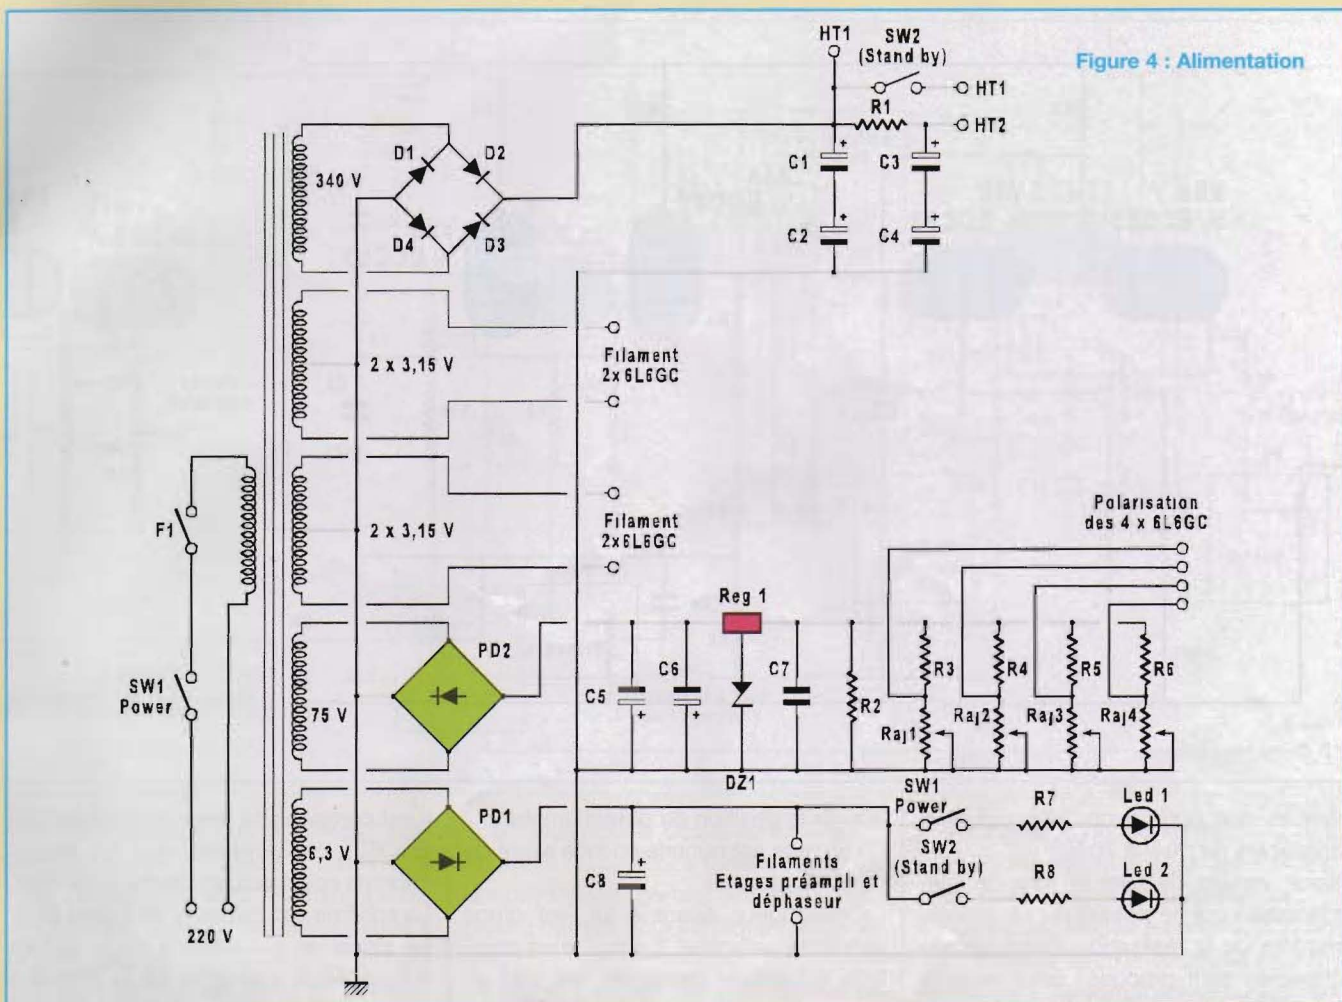 Figure 4 : Alimentation
HT1
SW2
(Stand by)
HT1
R1
HT2
D1
D2
340 V
D4
D3
C1
C3
C2
C4
2 x 3,15 V
Filament
2x6L6GC
F1
2 x 3,15 V
Filament
2x6L6GC
Polarisation
des 4 x 6L6GC
SW1
Power
75 V
PD2
C5
+
C6
+
Reg 1
C7
R2
R3
R4
R5
R6
Raj1
Raj2
Raj3
Raj4
DZ1
6,3 V
PD1
C8
+
Filaments
Etages préampli et
déphaseur
SW1
Power
R7
Led 1
SW2
(Stand by)
R8
Led 2
220 V
+
+
+
+